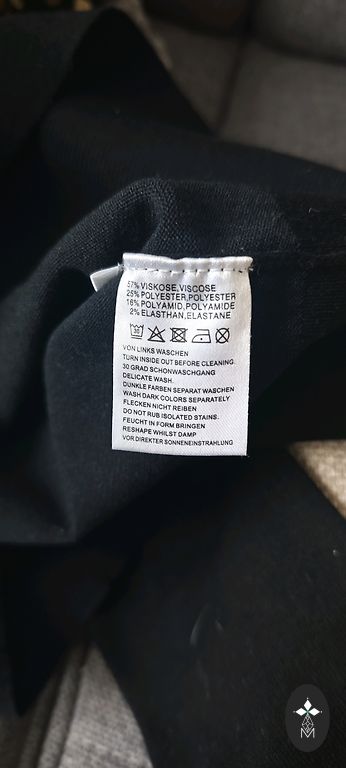 57% VISKOSE,VISCOSE
25% POLYESTER,POLYESTER
16% POLYAMID,POLYAMIDE
2% ELASTHAN,ELASTANE
30
VON LINKS WASCHEN
TURN INSIDE OUT BEFORE CLEANING.
30 GRAD SCHONWASCHGANG
DELICATE WASH.
DUNKLE FARBEN SEPARAT WASCHEN
WASH DARK COLORS SEPARATELY
FLECKEN NICHT REIBEN
DO NOT RUB ISOLATED STAINS.
FEUCHT IN FORM BRINGEN
RESHAPE WHILST DAMP
VOR DIREKTER SONNENEINSTRAHLUNG
M